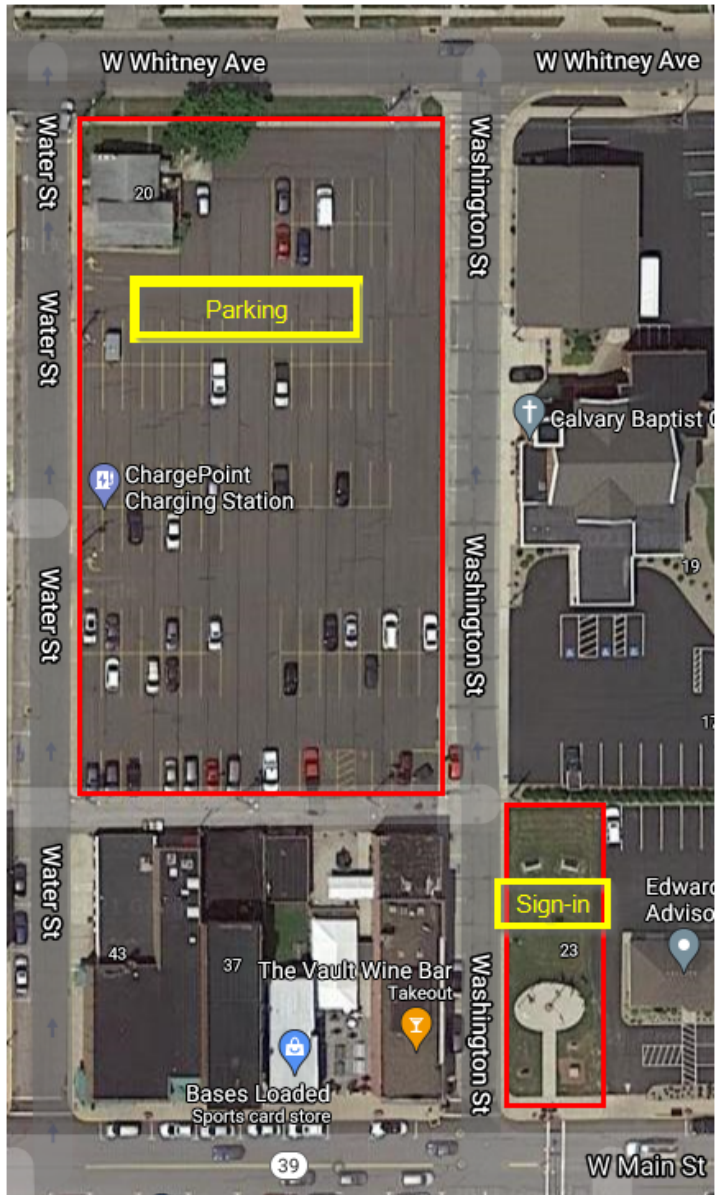 W Whitney Ave
W Whitney Ave
Water St
Washington St
20
Parking
Water St
Calvary Baptist C
ChargePoint
Charging Station
Water St
Washington St
19
17
Water St
Sign-in
Edward
Adviso
43
37
The Vault Wine Bar
Takeout
23
Washington St
Bases Loaded
Sports card store
39
W Main St